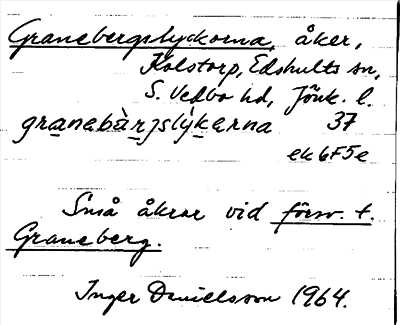 Granebergslyckorna, åker,
Kolstorp, Edshults sn,
S. Vedbo hd, Jönk. l.
granebàrjslỳkerna 37
ek 6F5e
Små åkrar vid försv. t.
Graneberg.
Inger Danielsson 1964.